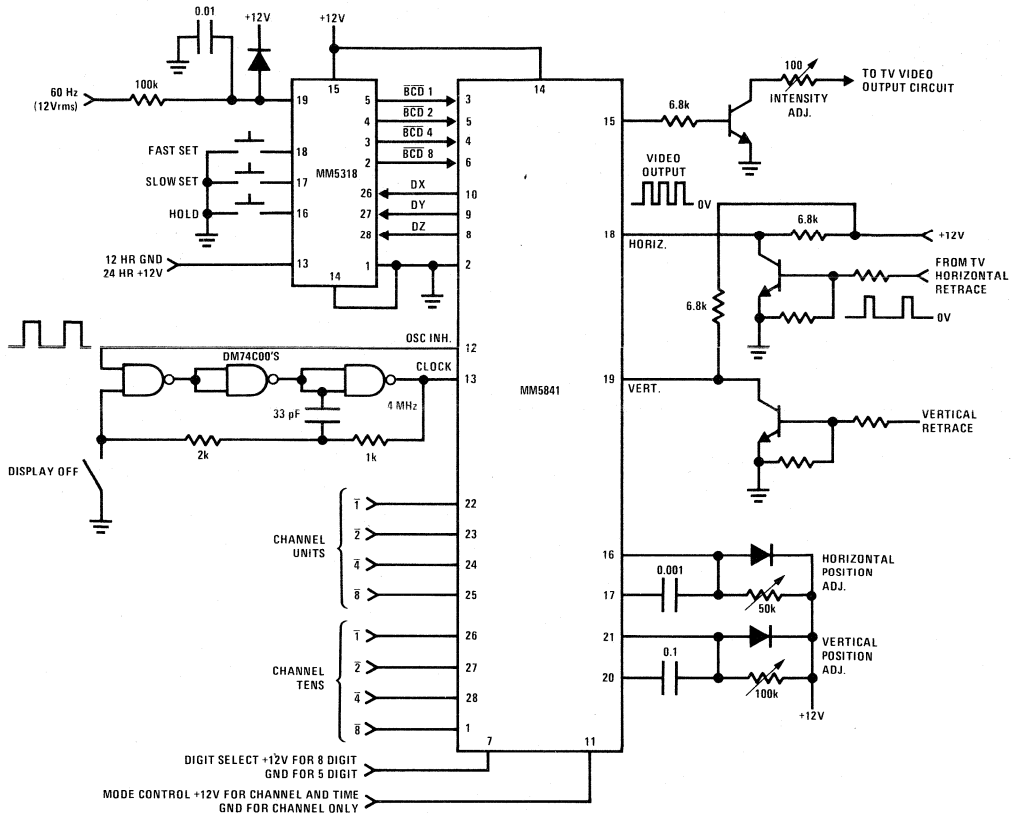 0.01
+12V
+12V
60 Hz
(12Vrms)
100k
19
15
14
5
BCD 1
3
4
BCD 2
5
3
BCD 4
4
2
BCD 8
6
MM5318
FAST SET
18
SLOW SET
17
HOLD
16
26
DX
10
27
DY
9
28
DZ
8
12 HR GND
24 HR +12V
13
14
1
2
15
6.8k
100
INTENSITY
ADJ.
TO TV VIDEO
OUTPUT CIRCUIT
VIDEO
OUTPUT
0V
18
HORIZ.
6.8k
+12V
6.8k
FROM TV
HORIZONTAL
RETRACE
0V
OSC INH.
12
DM74C00'S
CLOCK
13
33 pF
4 MHz
2k
1k
DISPLAY OFF
MM5841
19
VERT.
VERTICAL
RETRACE
CHANNEL
UNITS
1
22
2
23
4
24
8
25
CHANNEL
TENS
1
26
2
27
4
28
8
1
16
0.001
17
50k
HORIZONTAL
POSITION
ADJ.
21
0.1
20
100k
VERTICAL
POSITION
ADJ.
+12V
7
11
DIGIT SELECT +12V FOR 8 DIGIT
GND FOR 5 DIGIT
MODE CONTROL +12V FOR CHANNEL AND TIME
GND FOR CHANNEL ONLY